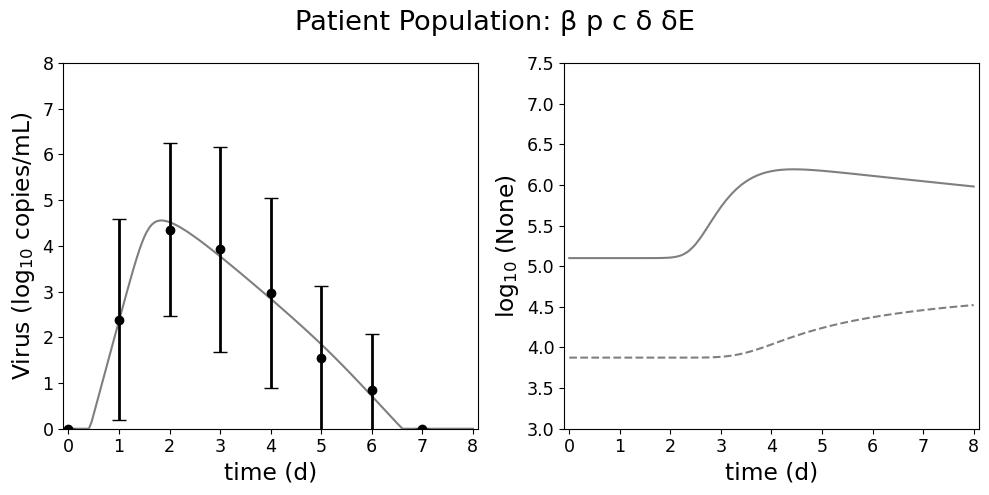 Patient Population: β p c δ δE
Virus (log10 copies/mL)
8
7
6
5
4
3
2
1
0
0 1 2 3 4 5 6 7 8
time (d)
log10 (None)
7.5
7.0
6.5
6.0
5.5
5.0
4.5
4.0
3.5
3.0
0 1 2 3 4 5 6 7 8
time (d)